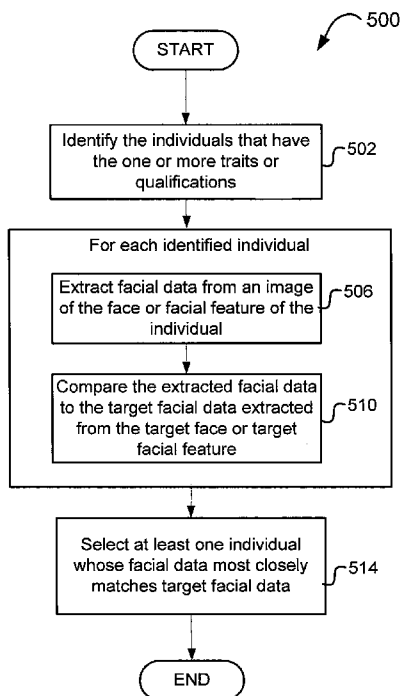 500
START
Identify the individuals that have
the one or more traits or
qualifications
502
For each identified individual
Extract facial data from an image
of the face or facial feature of the
individual
506
Compare the extracted facial data
to the target facial data extracted
from the target face or target
facial feature
510
Select at least one individual
whose facial data most closely
matches target facial data
514
END